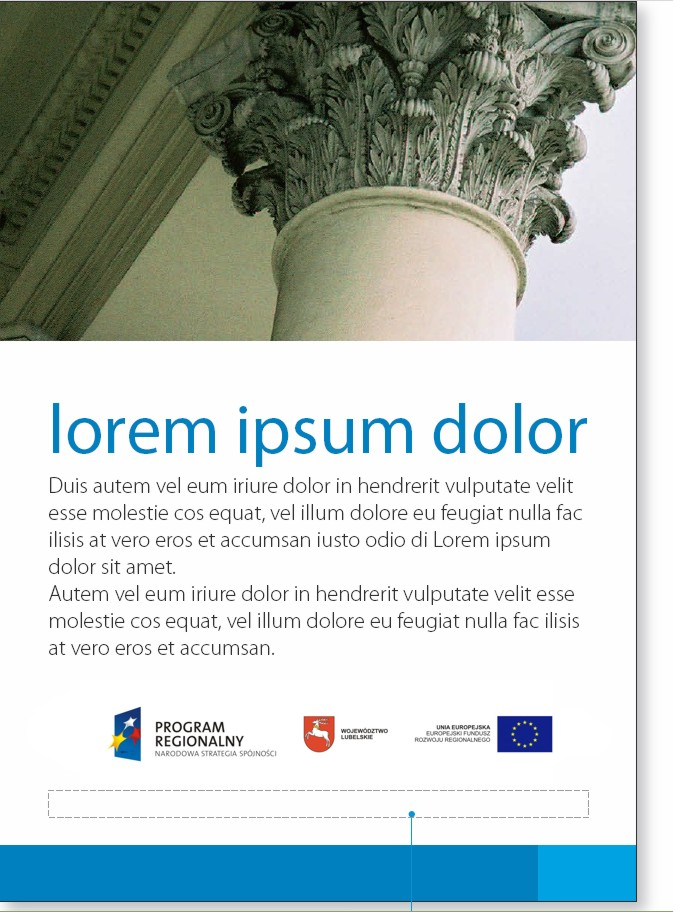 lorem ipsum dolor
Duis autem vel eum iriure dolor in hendrerit vulputate velit
esse molestie cos equat, vel illum dolore eu feugiat nulla fac
ilisis at vero eros et accumsan iusto odio di Lorem ipsum
dolor sit amet.
Autem vel eum iriure dolor in hendrerit vulputate velit esse
molestie cos equat, vel illum dolore eu feugiat nulla fac ilisis
at vero eros et accumsan.
PROGRAM
REGIONALNY
NARODOWA STRATEGIA SPÓJNOŚCI
WOJEWÓDZTWO
LUBELSKIE
UNIA EUROPEJSKA
EUROPEJSKI FUNDUSZ
ROZWOJU REGIONALNEGO